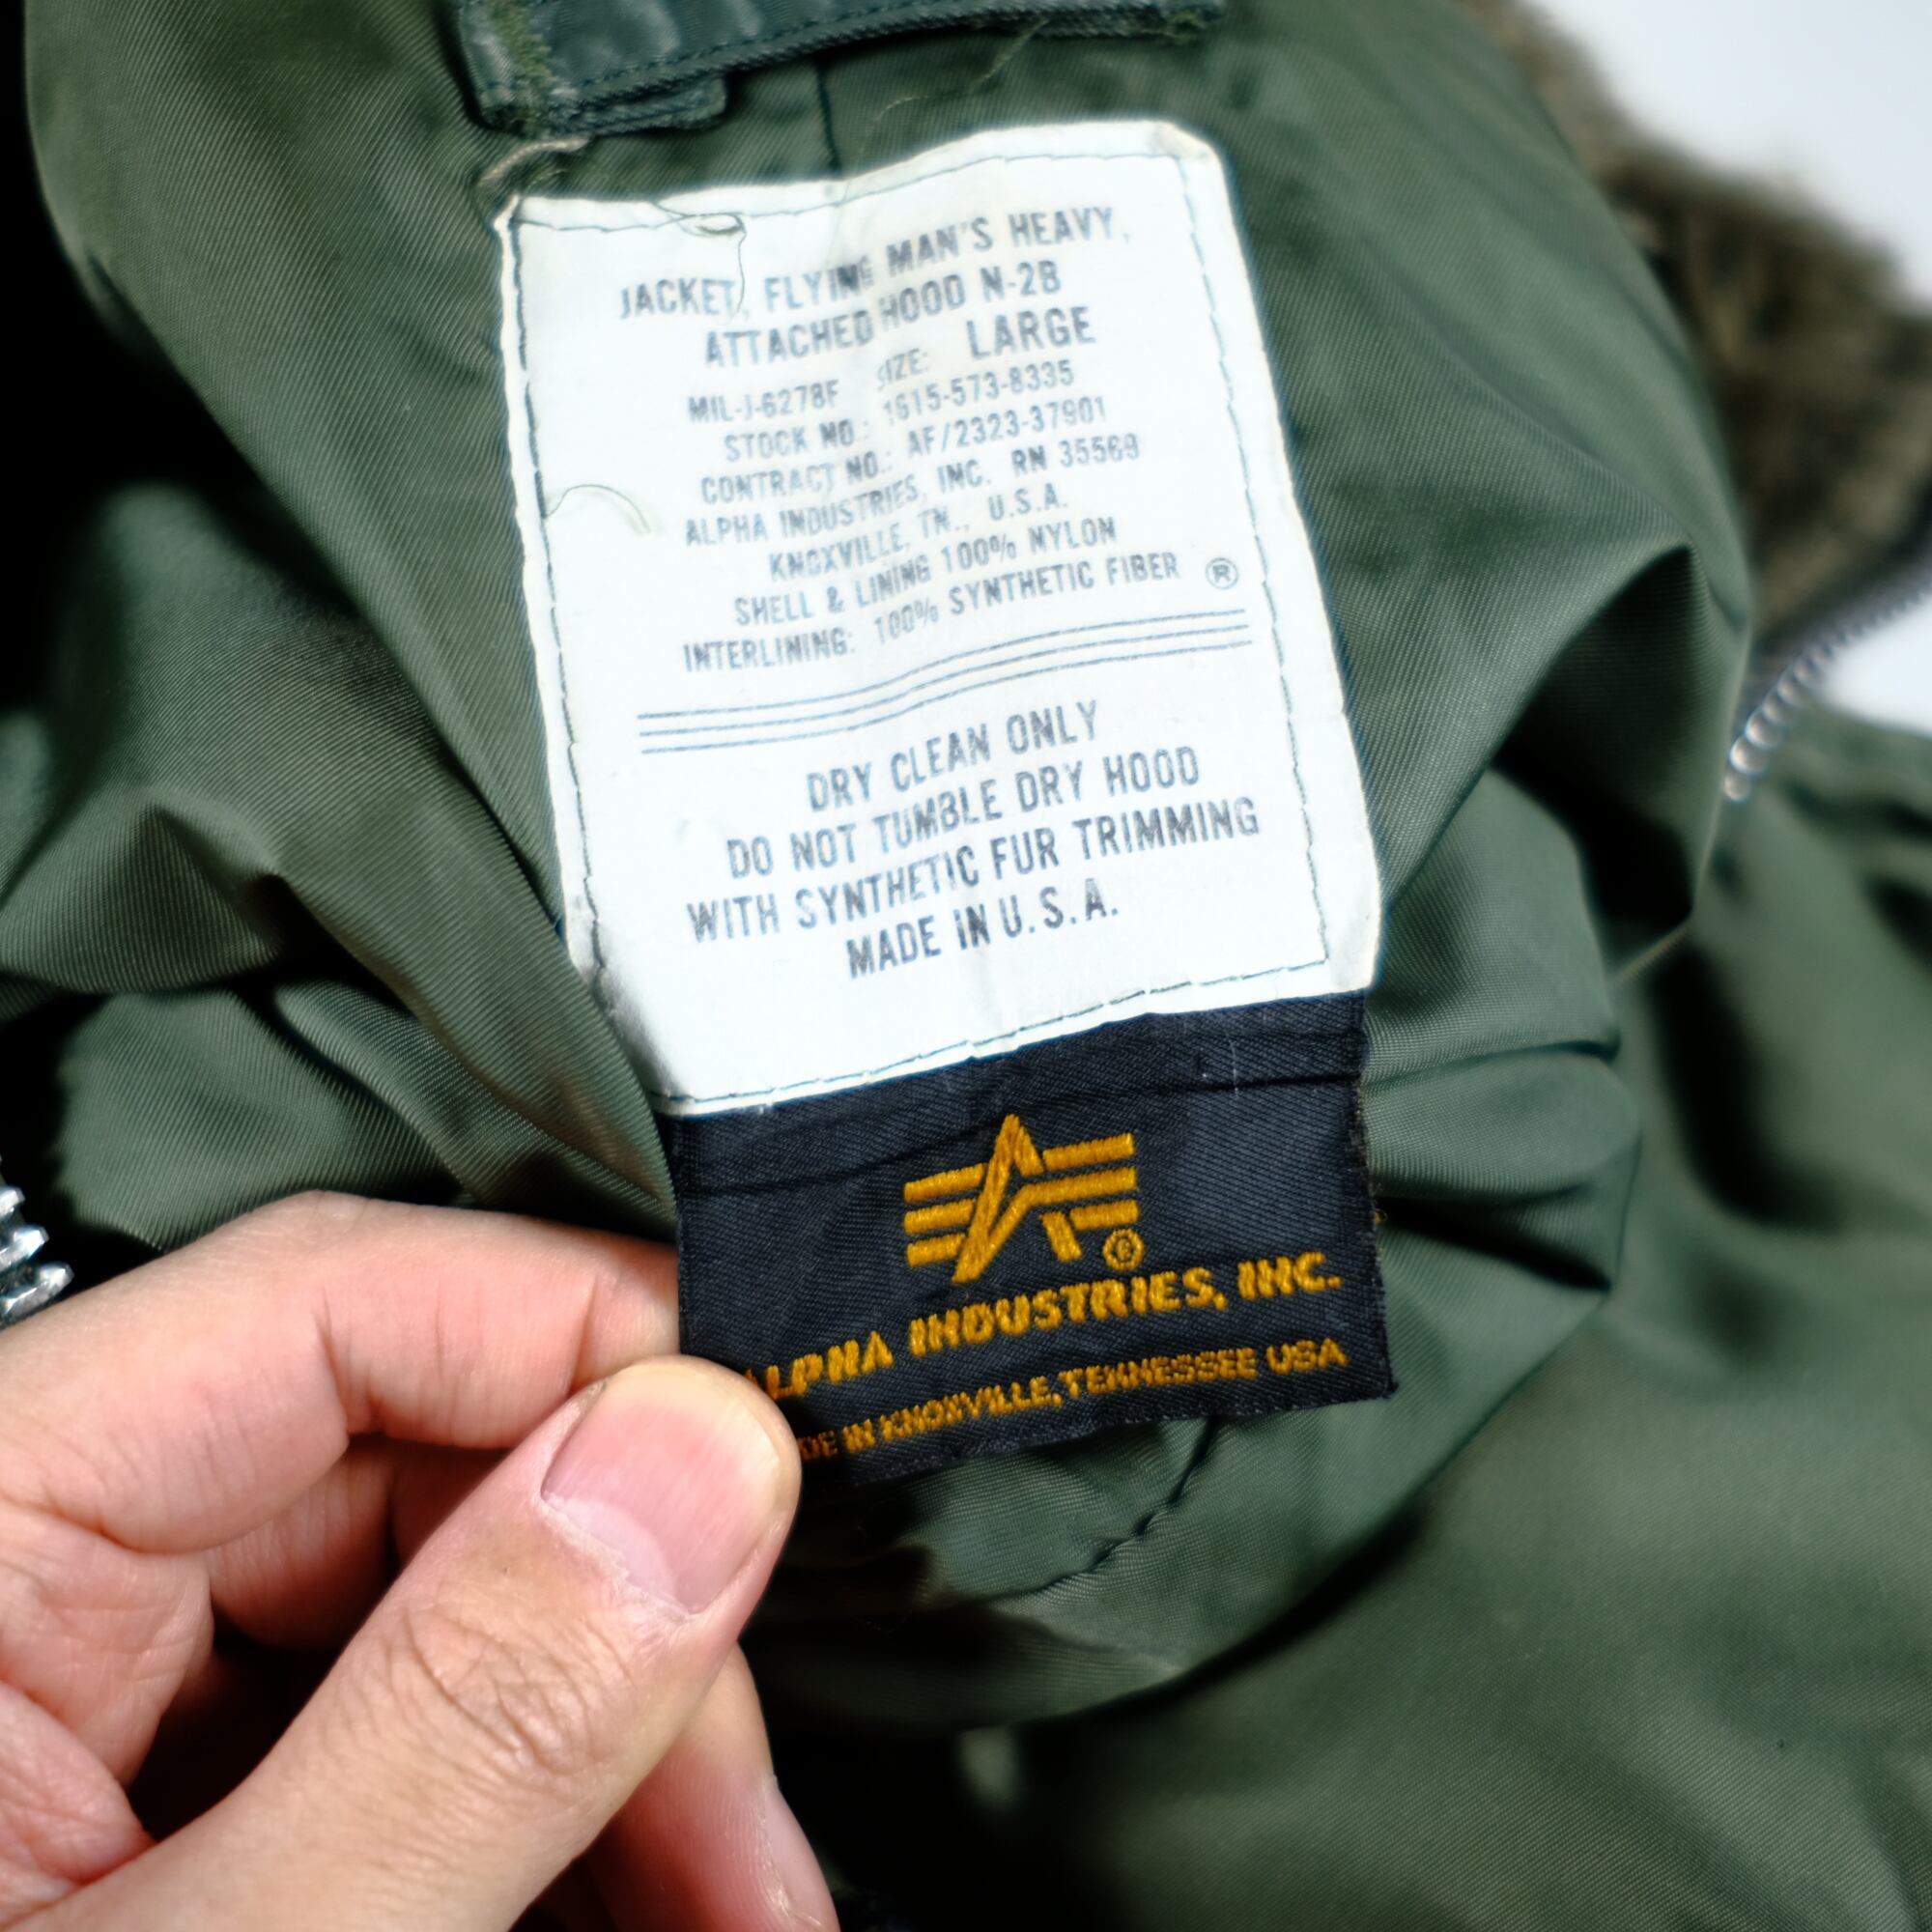 JACKET, FLYING MAN'S HEAVY,
ATTACHED HOOD N-2B
SIZE: LARGE
MIL-J-6278F
STOCK NO.: 1615-573-8335
CONTRACT NO.: AF/2323-37901
ALPHA INDUSTRIES, INC. RN 35569
KNOXVILLE, TN., U.S.A.
SHELL & LINING 100% NYLON
INTERLINING: 100% SYNTHETIC FIBER ®
DRY CLEAN ONLY
DO NOT TUMBLE DRY HOOD
WITH SYNTHETIC FUR TRIMMING
MADE IN U.S.A.
®
ALPHA INDUSTRIES, INC.
DE IN KNOXVILLE, TENNESSEE USA